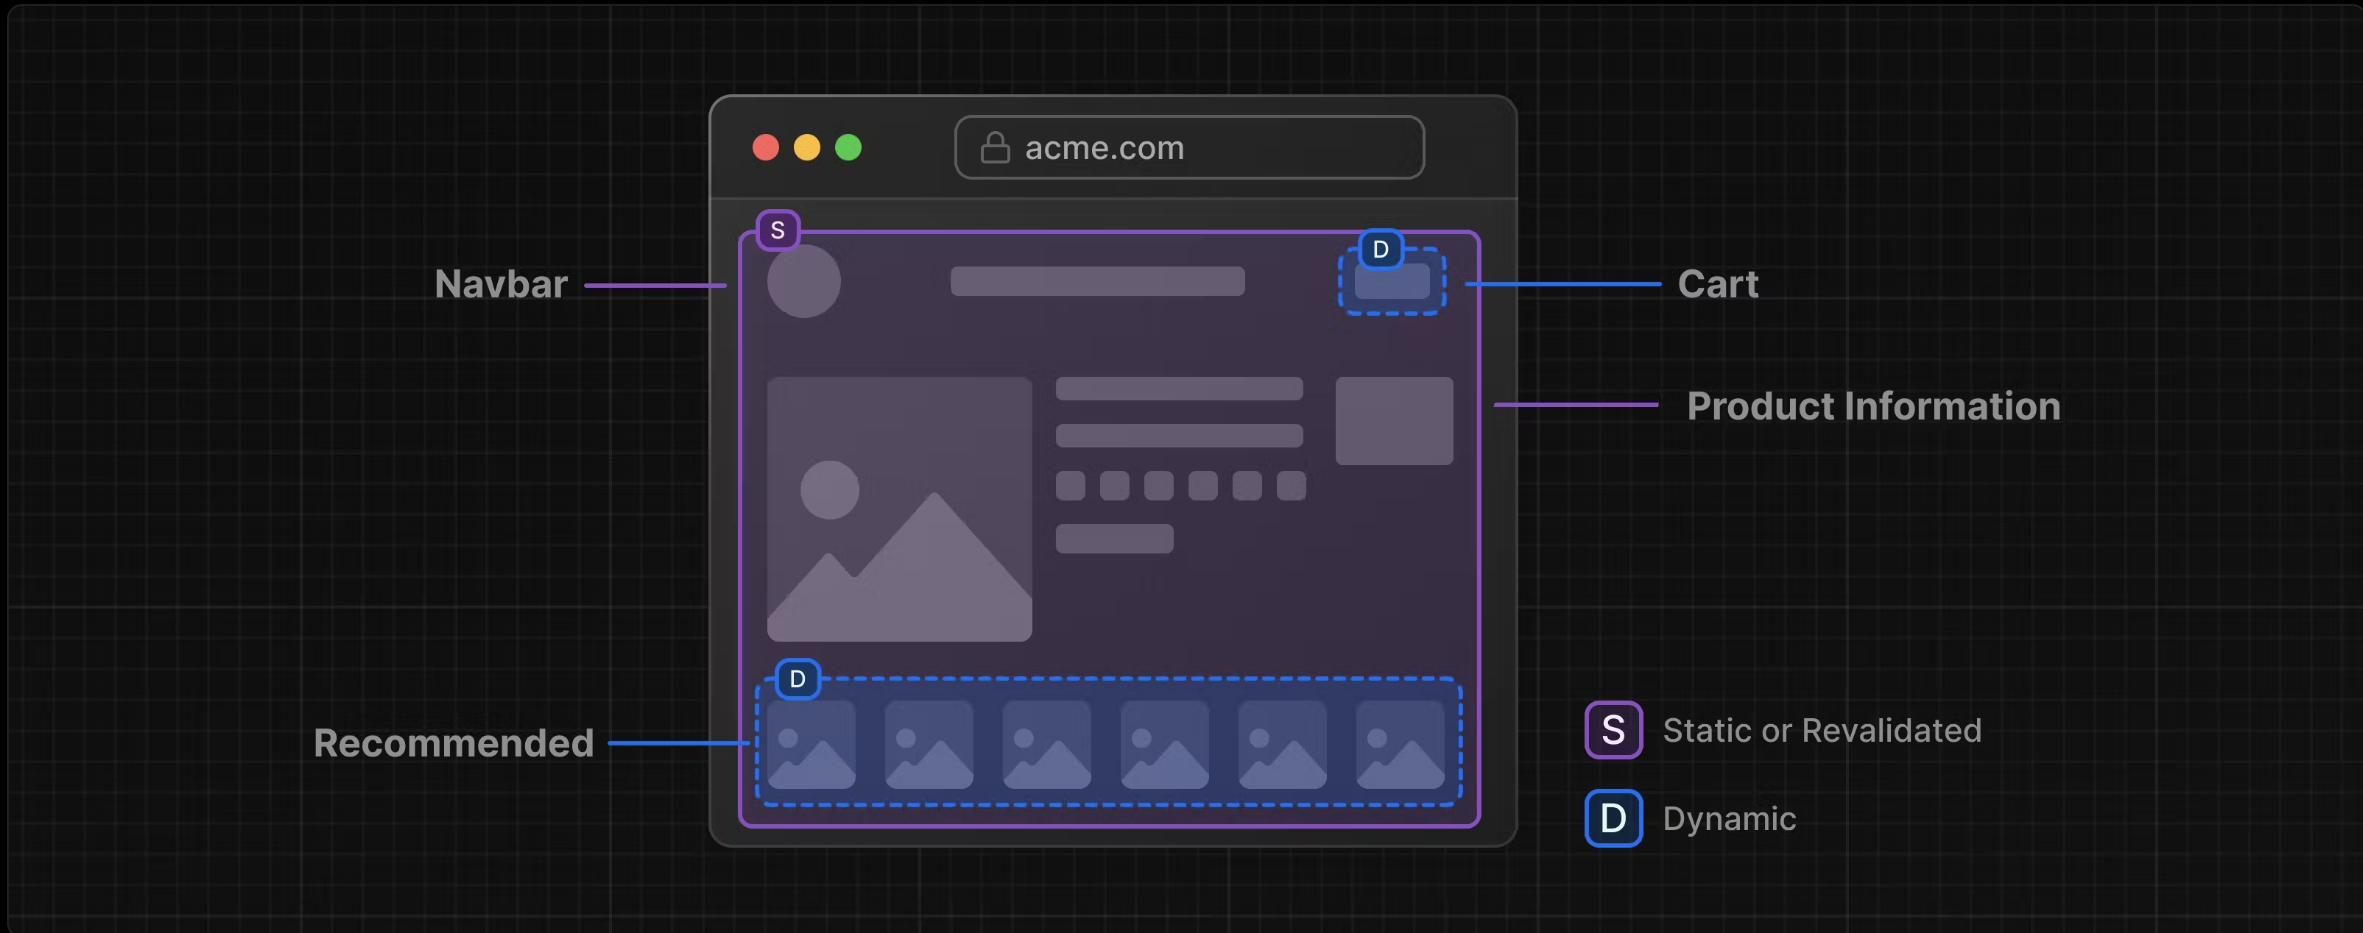 acme.com
S
D
Navbar
Cart
Product Information
D
Recommended
S Static or Revalidated
D Dynamic